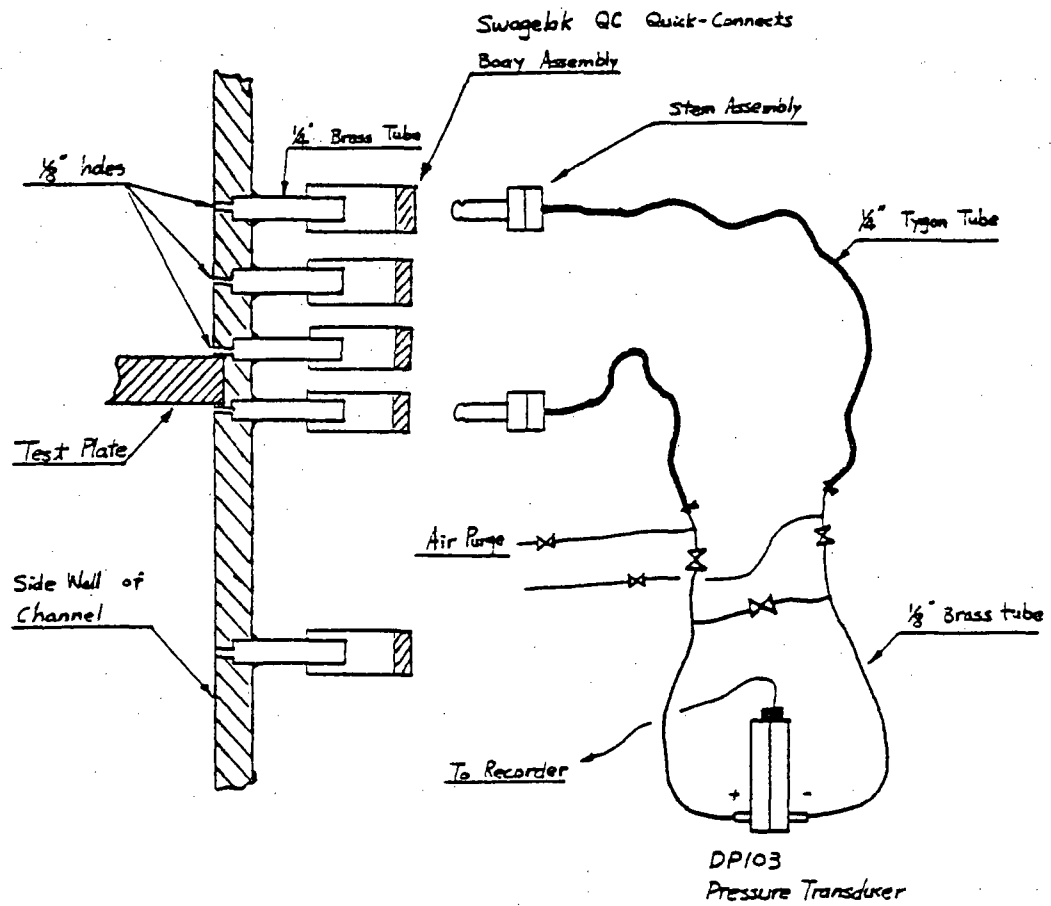 Swagelok QC Quick-Connects
Body Assembly
Stem Assembly
1/4" Brass Tube
1/8" holes
1/4" Tygon Tube
Test Plate
Air Purge
Side Wall of
Channel
1/8" Brass tube
To Recorder
+ -
DP103
Pressure Transducer